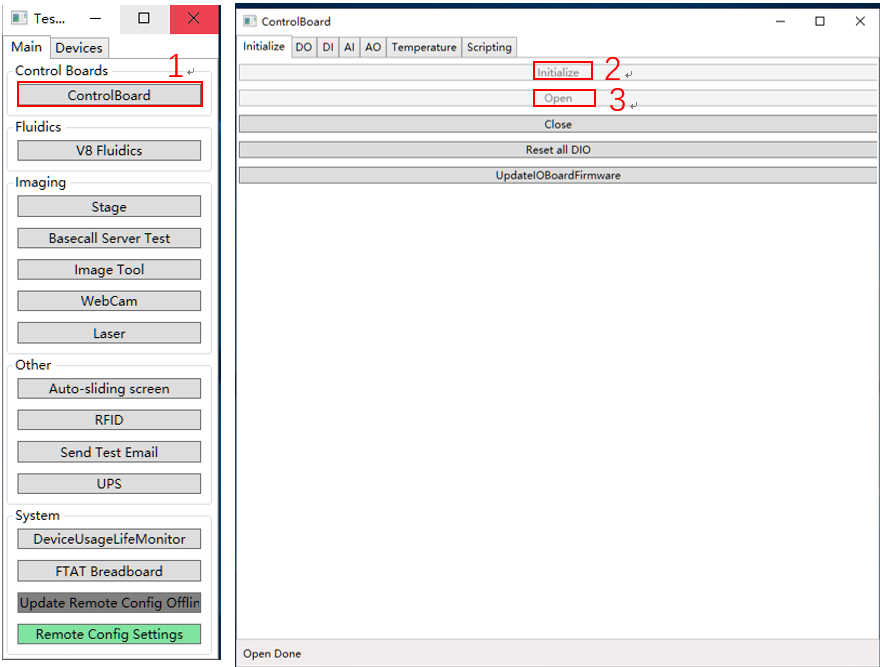 Tes...
Main Devices
Control Boards
1
ControlBoard
Fluidics
V8 Fluidics
Imaging
Stage
Basecall Server Test
Image Tool
WebCam
Laser
Other
Auto-sliding screen
RFID
Send Test Email
UPS
System
DeviceUsageLifeMonitor
FTAT Breadboard
Update Remote Config Offlin
Remote Config Settings
ControlBoard
Initialize DO DI AI AO Temperature Scripting
Initialize 2
Open 3
Close
Reset all DIO
UpdateIOBoardFirmware
Open Done